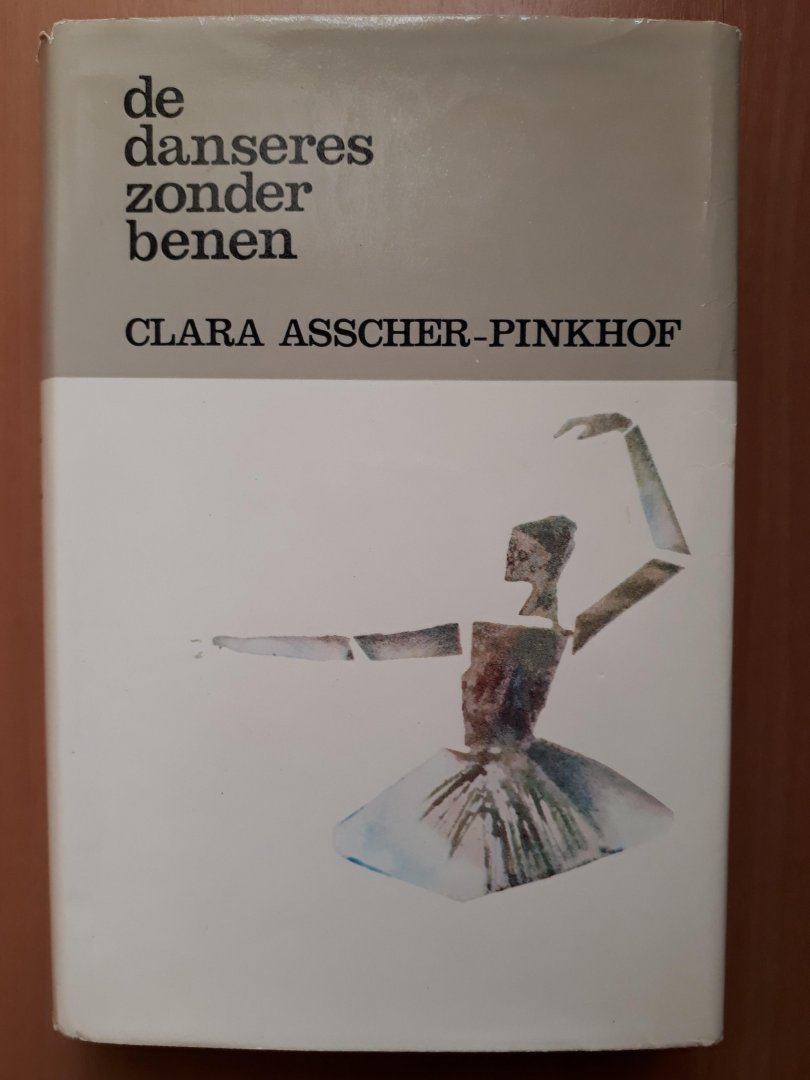 de
danseres
zonder
benen
CLARA ASSCHER-PINKHOF